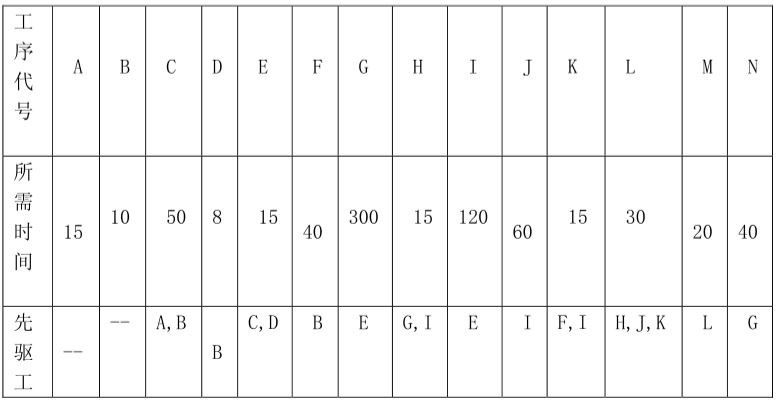 工序代号 A B C D E F G H I J K L M N
所需时间 15 10 50 8 15 40 300 15 120 60 15 30 20 40
先驱工 -- -- A,B B C,D B E G,I E I F,I H,J,K L G